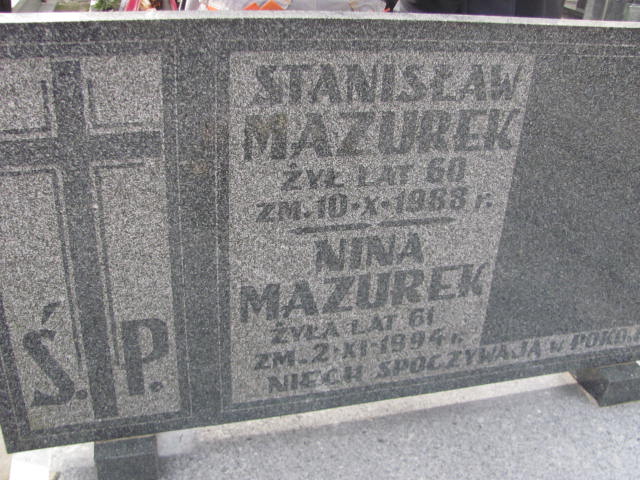 Ś.P.
STANISŁAW
MAZUREK
ŻYŁ LAT 60
ZM. 10·X·1983 r.
NINA
MAZUREK
ŻYŁA LAT 61
ZM. 2·XI·1994 r.
NIECH SPOCZYWAJĄ W POKO